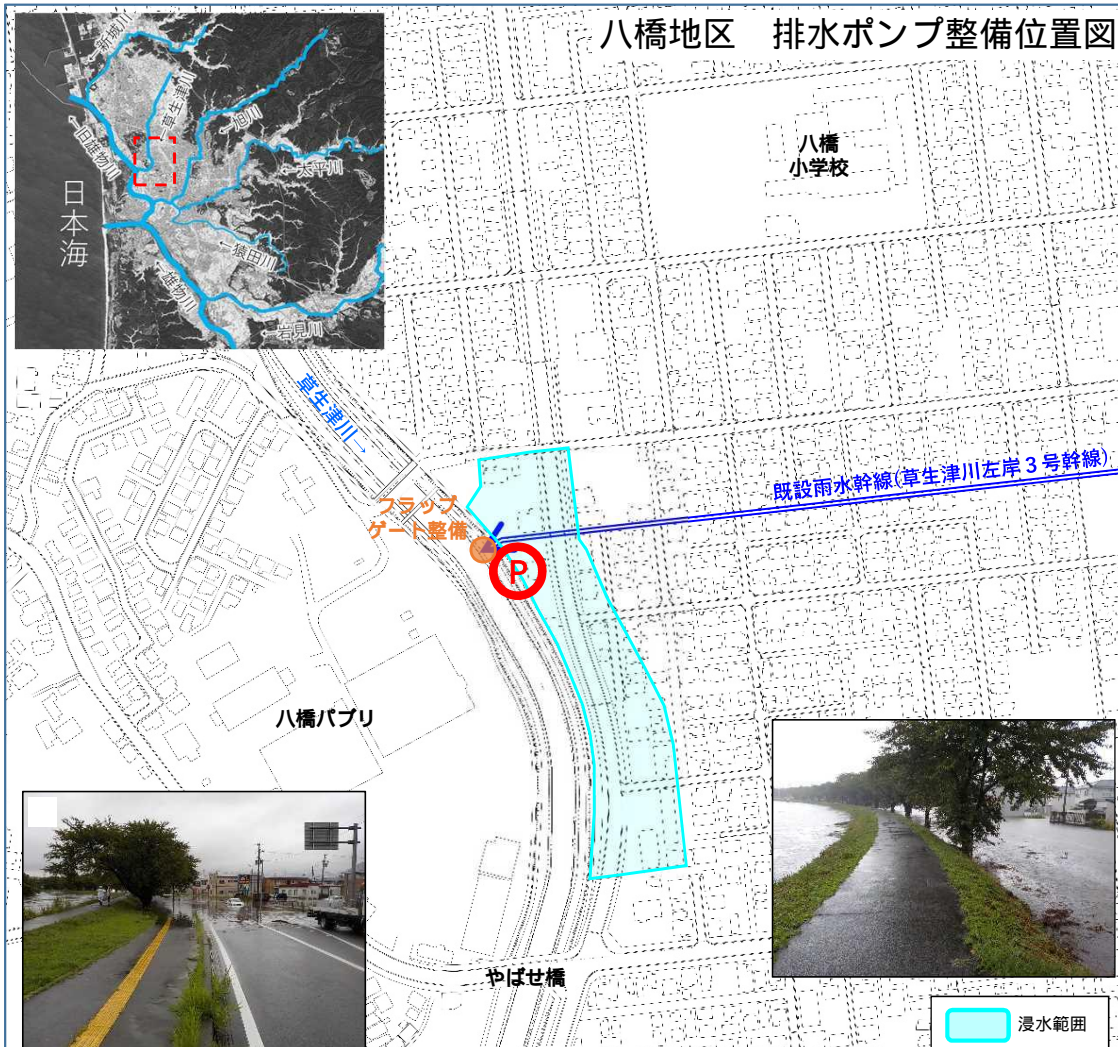 八橋地区　排水ポンプ整備位置図
←新城川
←草生津川
←旭川
←旧雄物川
←太平川
日本海
←猿田川
←雄物川
←岩見川
八橋
小学校
草生津川→
既設雨水幹線(草生津川左岸３号幹線)
フラップ
ゲート整備
P
八橋パブリ
やばせ橋
浸水範囲